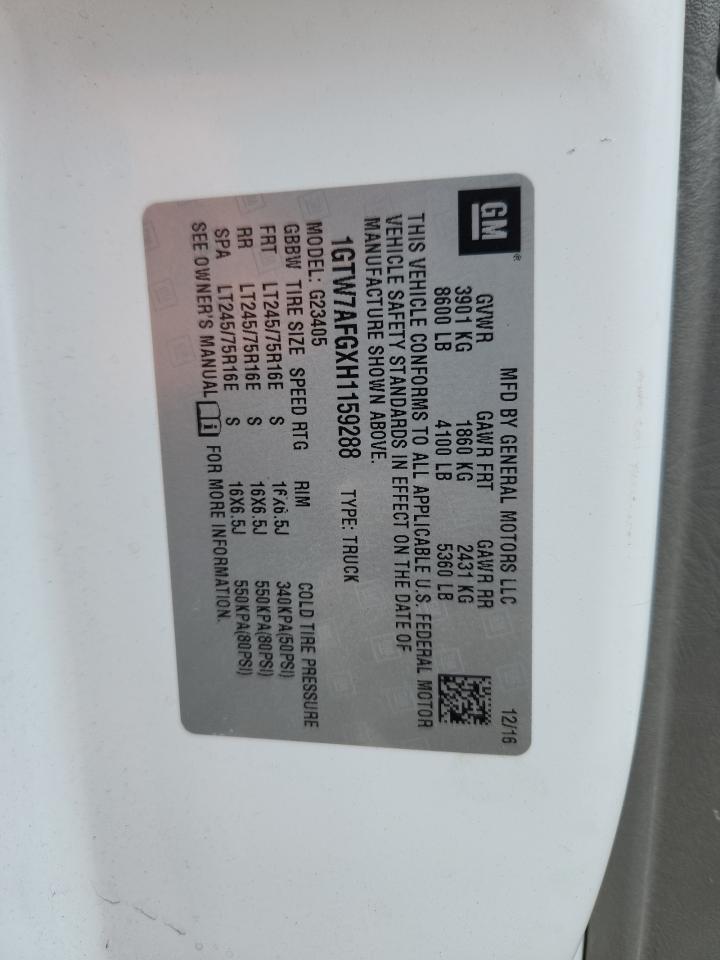 GM®
MFD BY GENERAL MOTORS LLC 12/16
GVWR GAWR FRT GAWR RR
3901 KG 1860 KG 2431 KG
8600 LB 4100 LB 5360 LB
THIS VEHICLE CONFORMS TO ALL APPLICABLE U.S. FEDERAL MOTOR
VEHICLE SAFETY STANDARDS IN EFFECT ON THE DATE OF
MANUFACTURE SHOWN ABOVE.
1GTW7AFGXH1159288 TYPE: TRUCK
MODEL: G23405 COLD TIRE PRESSURE
GBBW TIRE SIZE SPEED RTG RIM
FRT LT245/75R16E S 16X6.5J 340KPA(50PSI)
RR LT245/75R16E S 16X6.5J 550KPA(80PSI)
SPA LT245/75R16E S 16X6.5J 550KPA(80PSI)
SEE OWNER'S MANUAL FOR MORE INFORMATION.